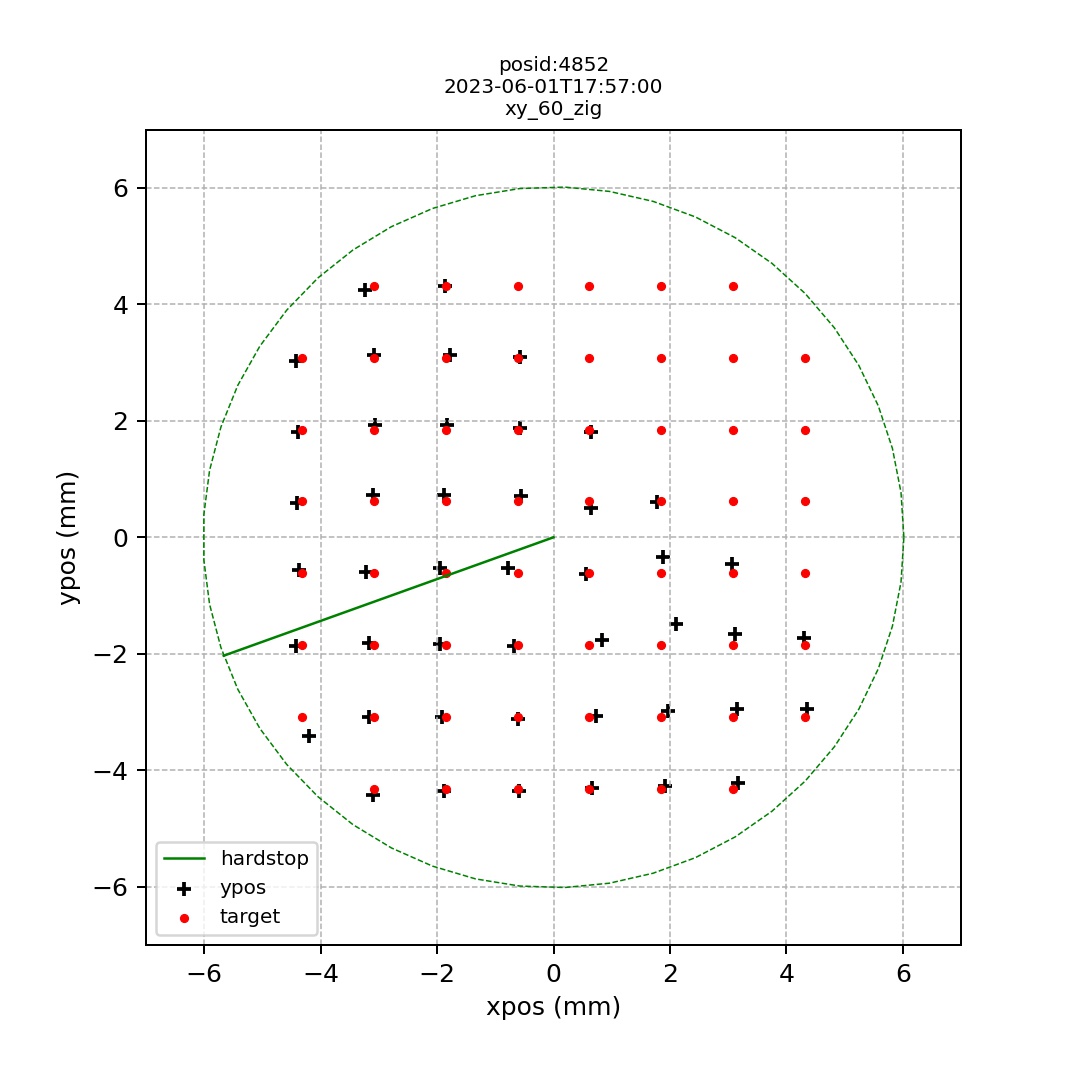 posid:4852
2023-06-01T17:57:00
xy_60_zig
6
4
2
0
−2
−4
−6
ypos (mm)
hardstop
ypos
target
−6 −4 −2 0 2 4 6
xpos (mm)